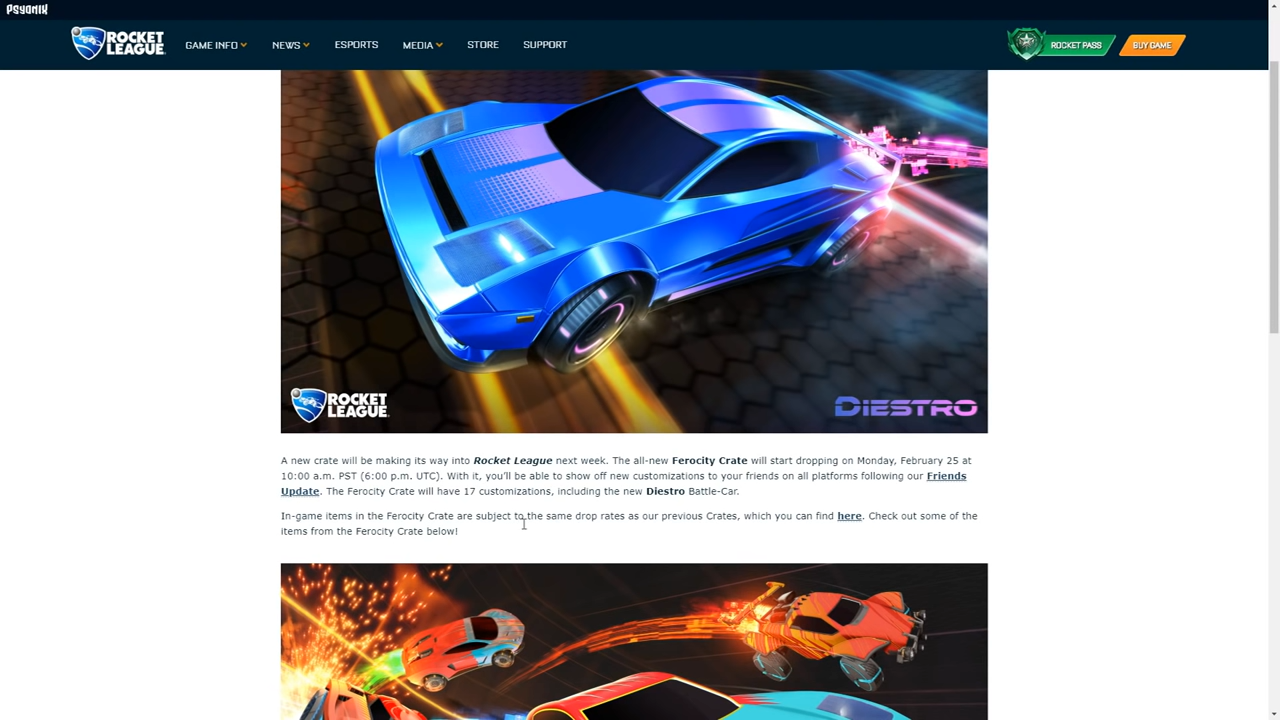 PSYONIX
ROCKET LEAGUE
GAME INFO
NEWS
ESPORTS
MEDIA
STORE
SUPPORT
ROCKET PASS
BUY GAME
ROCKET LEAGUE
DIESTRO
A new crate will be making its way into Rocket League next week. The all-new Ferocity Crate will start dropping on Monday, February 25 at
10:00 a.m. PST (6:00 p.m. UTC). With it, you'll be able to show off new customizations to your friends on all platforms following our Friends
Update. The Ferocity Crate will have 17 customizations, including the new Diestro Battle-Car.
In-game items in the Ferocity Crate are subject to the same drop rates as our previous Crates, which you can find here. Check out some of the
items from the Ferocity Crate below!